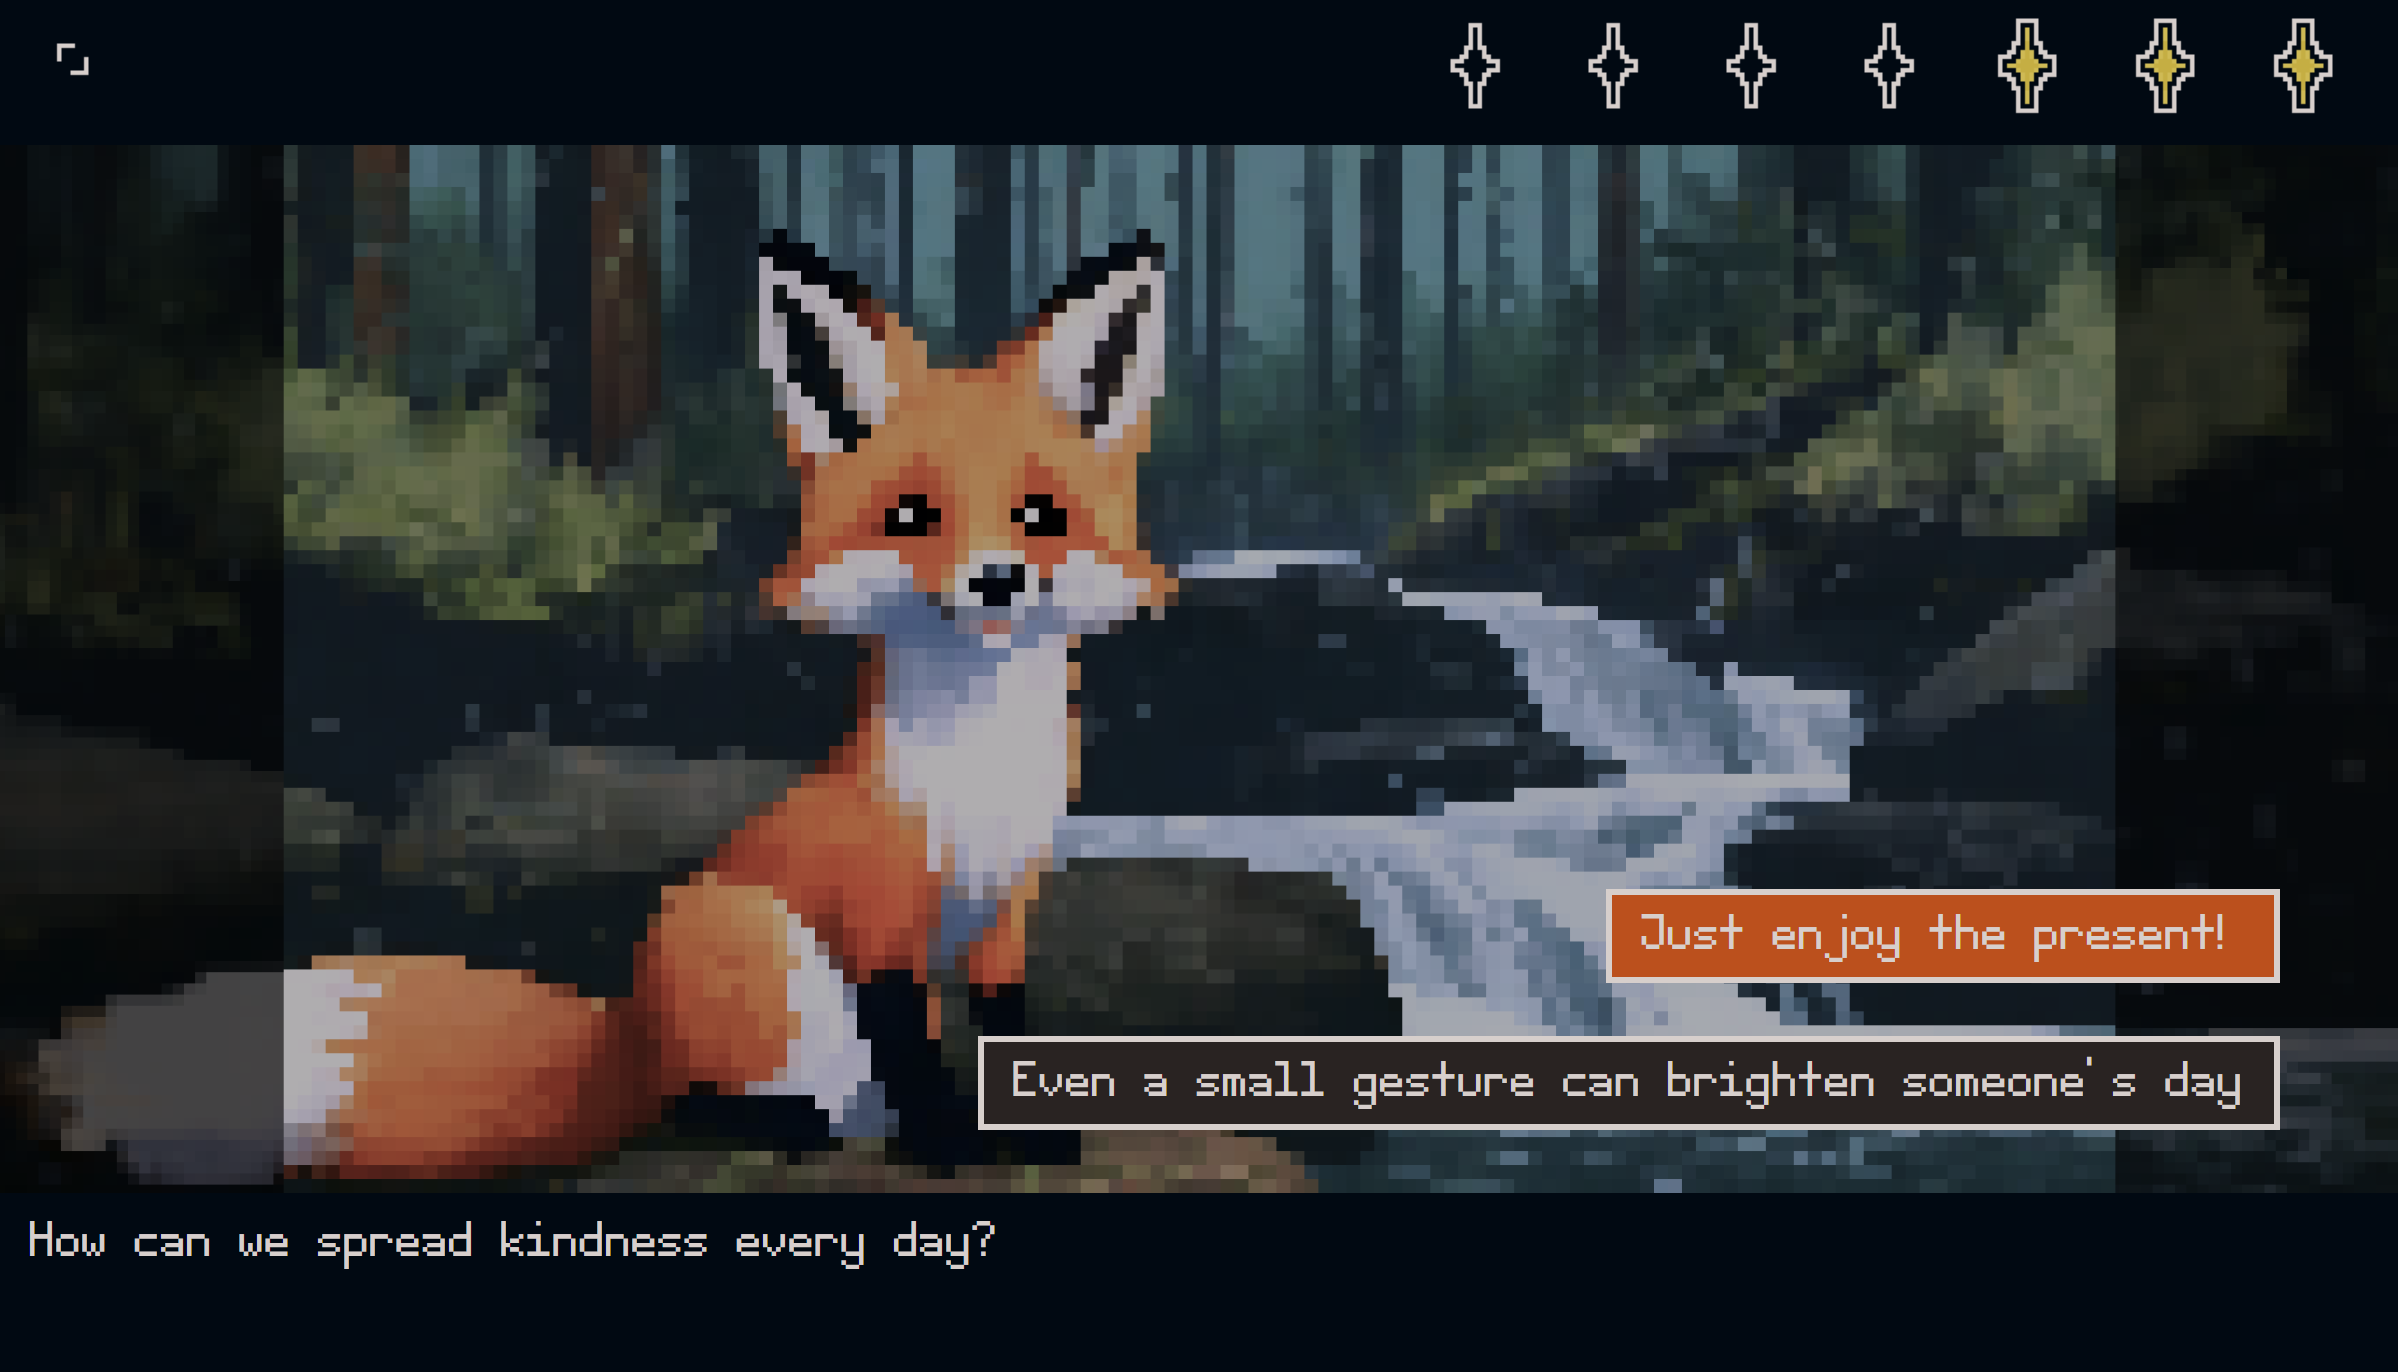 Just enjoy the present!
Even a small gesture can brighten someone's day
How can we spread kindness every day?